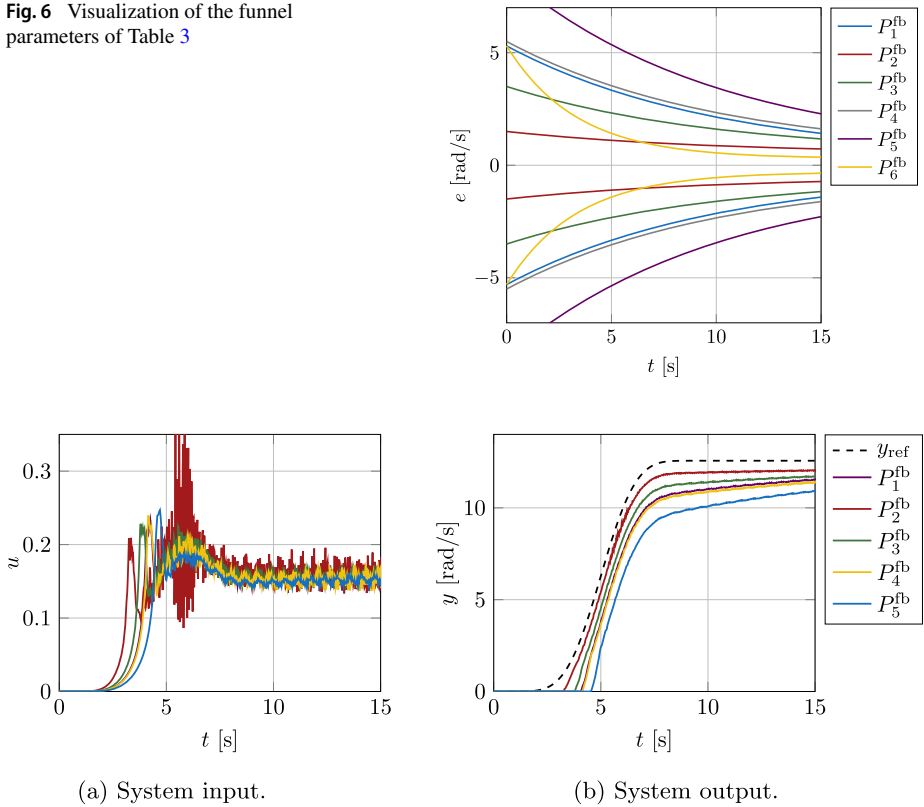 Fig. 6 Visualization of the funnel
parameters of Table 3
5
0
−5
e [rad/s]
0
5
10
15
t [s]
P₁ᶠᵇ
P₂ᶠᵇ
P₃ᶠᵇ
P₄ᶠᵇ
P₅ᶠᵇ
P₆ᶠᵇ
0.3
0.2
0.1
0
u
0
5
10
15
t [s]
(a) System input.
10
5
0
y [rad/s]
0
5
10
15
t [s]
y_ref
P₁ᶠᵇ
P₂ᶠᵇ
P₃ᶠᵇ
P₄ᶠᵇ
P₅ᶠᵇ
(b) System output.